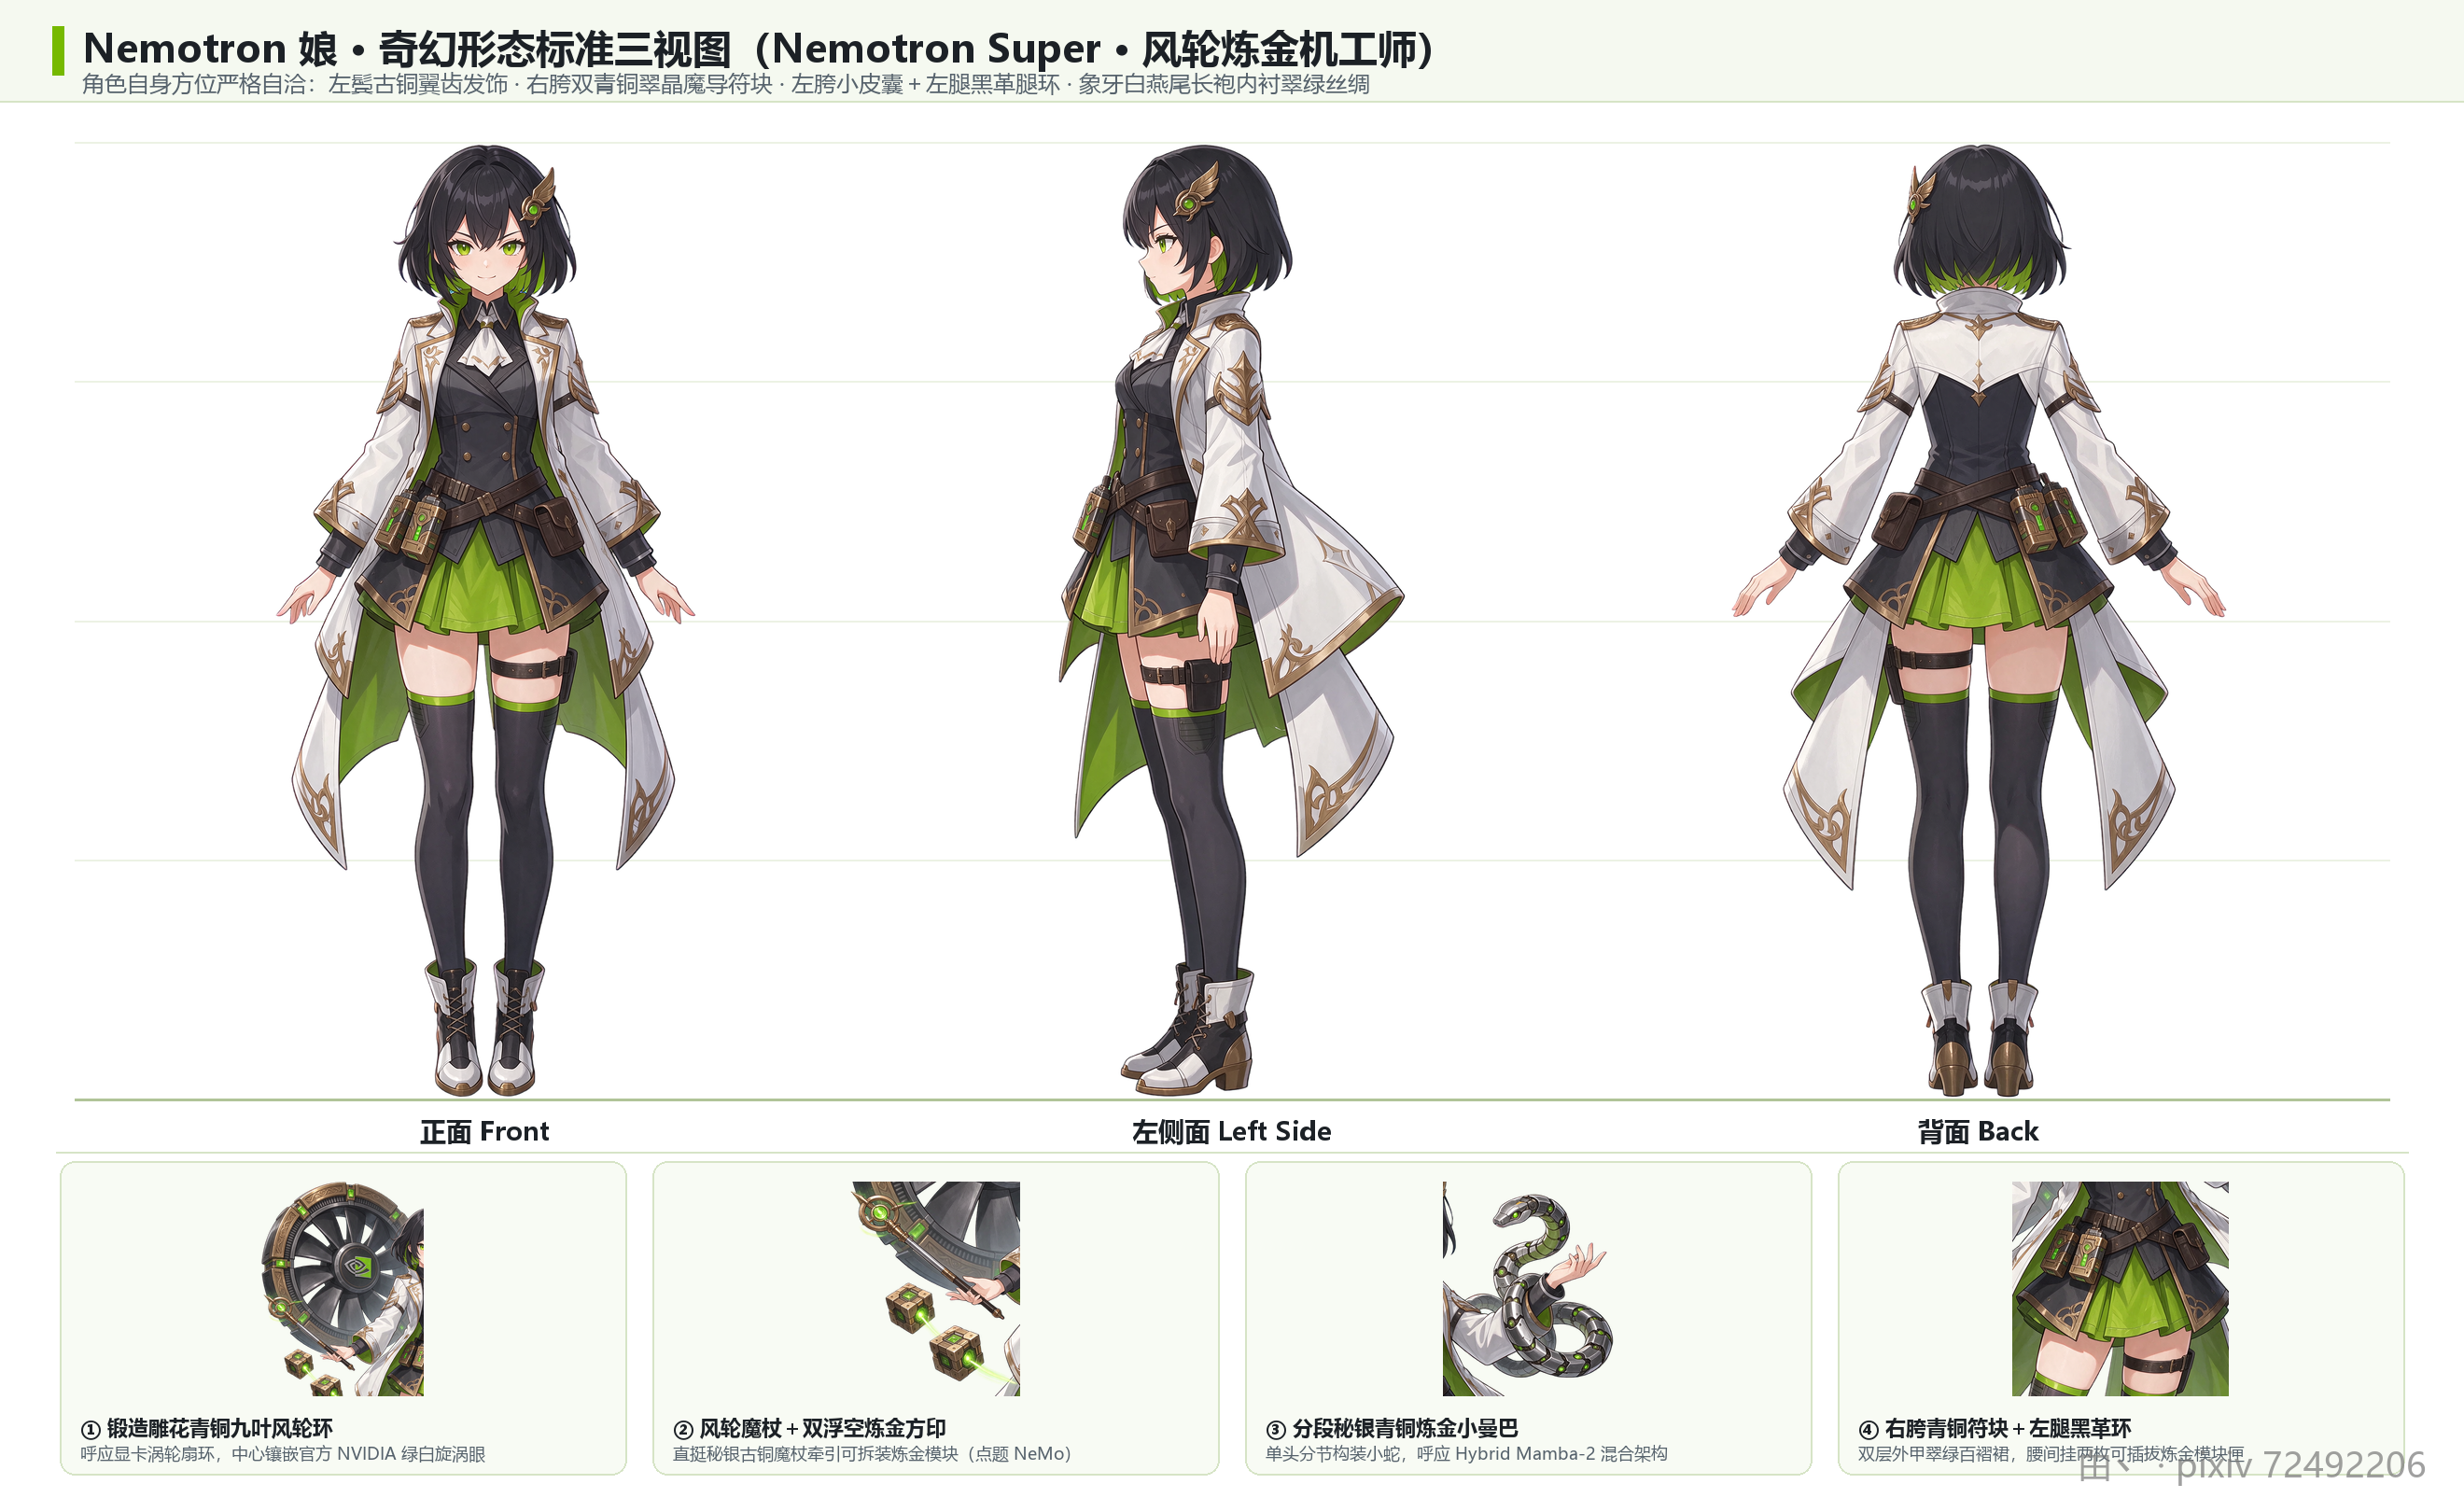 Nemotron 娘 • 奇幻形态标准三视图（Nemotron Super • 风轮炼金机工师）
角色自身方位严格自洽：左鬓古铜翼齿发饰 · 右胯双青铜翠晶魔导符块 · 左胯小皮囊 + 左腿黑革腿环 · 象牙白燕尾长袍内衬翠绿丝绸
正面 Front
左侧面 Left Side
背面 Back
① 锻造雕花青铜九叶风轮环
呼应显卡涡轮扇环，中心镶嵌官方 NVIDIA 绿白旋涡眼
② 风轮魔杖 + 双浮空炼金方印
直挺秘银古铜魔杖牵引可拆装炼金模块（点题 NeMo）
③ 分段秘银青铜炼金小曼巴
单头分节构装小蛇，呼应 Hybrid Mamba-2 混合架构
④ 右胯青铜符块 + 左腿黑革环
双层外甲翠绿百褶裙，腰间挂两枚可插拔炼金模块匣
pixiv 72492206